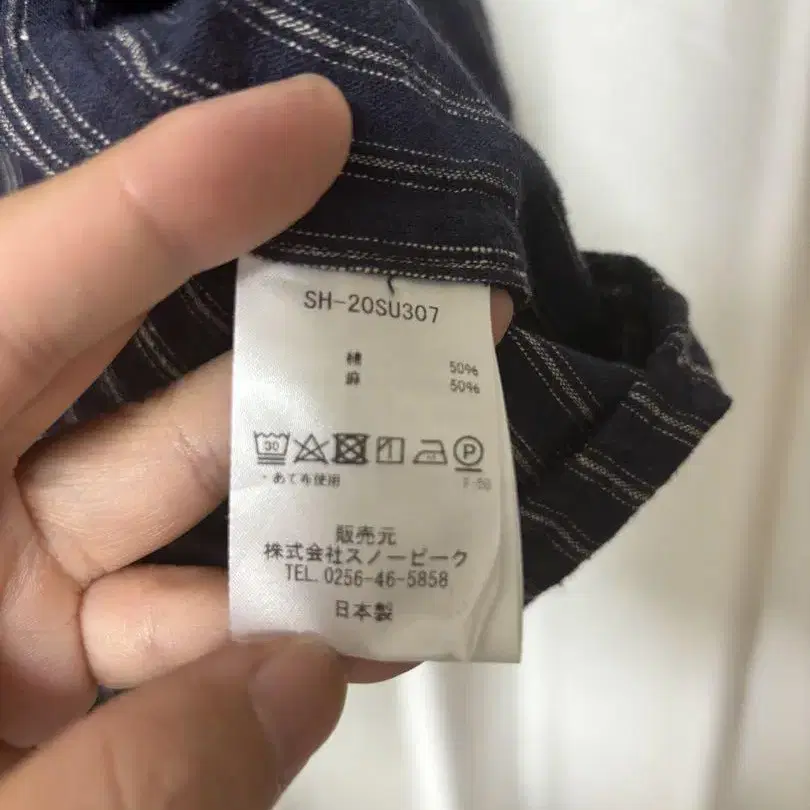 SH-20SU307
綿 50%
麻 50%
30
P
・あて布使用
販売元
株式会社スノーピーク
TEL.0256-46-5858
日本製